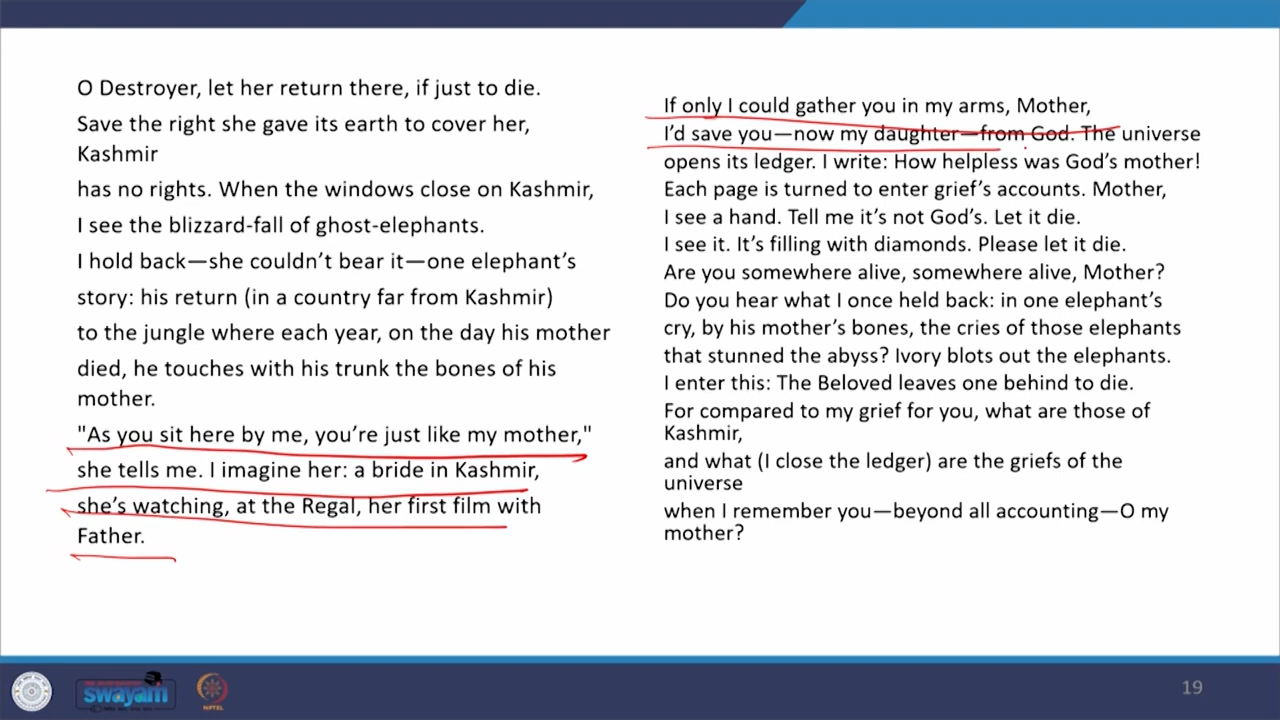 O Destroyer, let her return there, if just to die.
Save the right she gave its earth to cover her,
Kashmir
has no rights. When the windows close on Kashmir,
I see the blizzard-fall of ghost-elephants.
I hold back—she couldn't bear it—one elephant's
story: his return (in a country far from Kashmir)
to the jungle where each year, on the day his mother
died, he touches with his trunk the bones of his
mother.
"As you sit here by me, you're just like my mother,"
she tells me. I imagine her: a bride in Kashmir,
she's watching, at the Regal, her first film with
Father.
If only I could gather you in my arms, Mother,
I'd save you—now my daughter—from God. The universe
opens its ledger. I write: How helpless was God's mother!
Each page is turned to enter grief's accounts. Mother,
I see a hand. Tell me it's not God's. Let it die.
I see it. It's filling with diamonds. Please let it die.
Are you somewhere alive, somewhere alive, Mother?
Do you hear what I once held back: in one elephant's
cry, by his mother's bones, the cries of those elephants
that stunned the abyss? Ivory blots out the elephants.
I enter this: The Beloved leaves one behind to die.
For compared to my grief for you, what are those of
Kashmir,
and what (I close the ledger) are the griefs of the
universe
when I remember you—beyond all accounting—O my
mother?
swayam
NPTEL
19